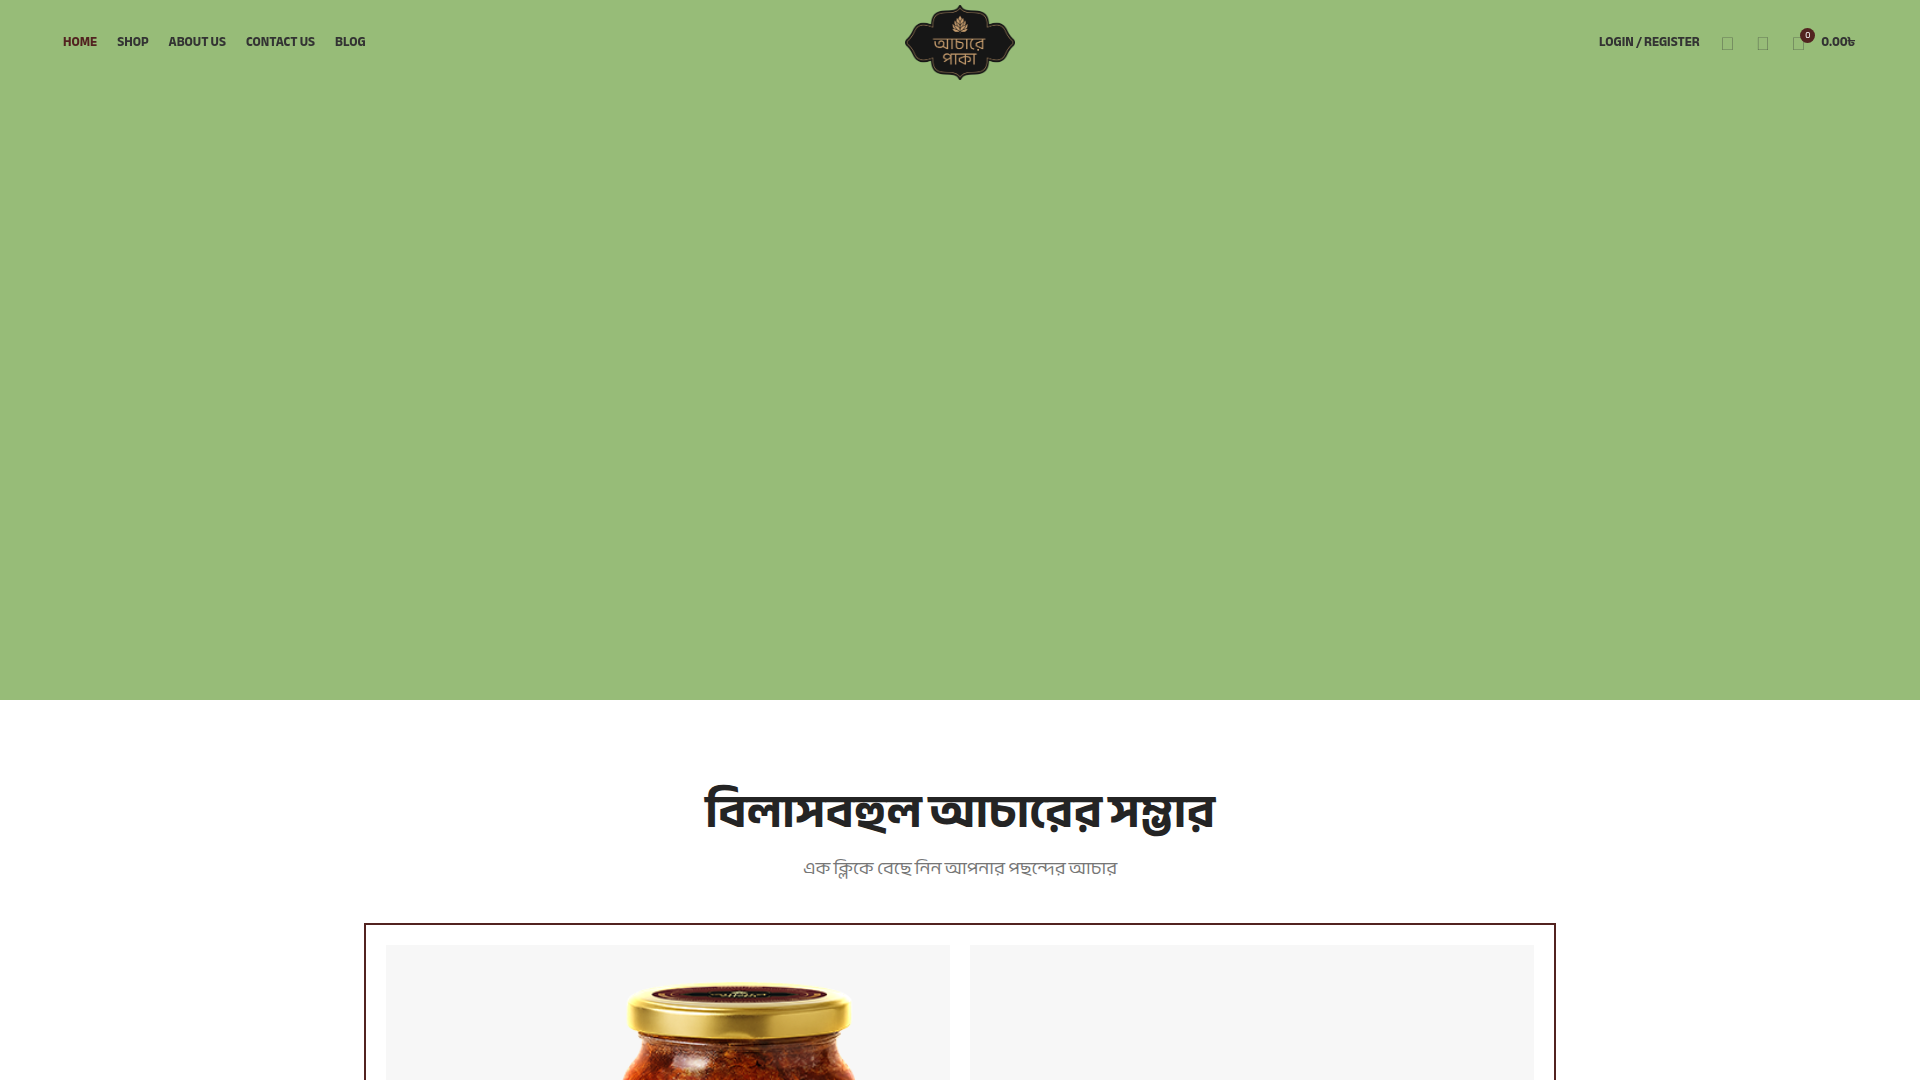 HOME SHOP ABOUT US CONTACT US BLOG
আচারে
পাকা
LOGIN / REGISTER 0 0.00৳
বিলাসবহুল আচারের সম্ভার
এক ক্লিকে বেছে নিন আপনার পছন্দের আচার